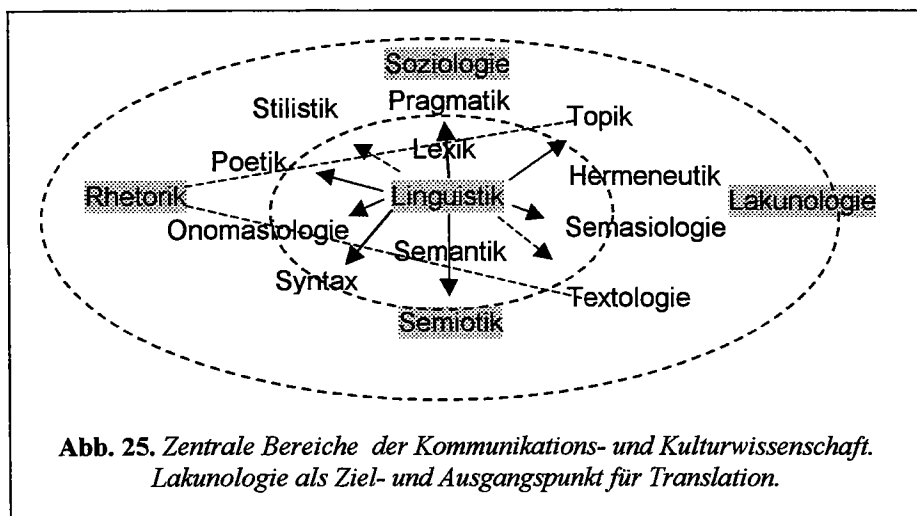 Soziologie
Stilistik Pragmatik Topik
Poetik Lexik
Hermeneutik
Rhetorik Linguistik Lakunologie
Onomasiologie Semasiologie
Semantik
Syntax
Textologie
Semiotik
Abb. 25. Zentrale Bereiche der Kommunikations- und Kulturwissenschaft.
Lakunologie als Ziel- und Ausgangspunkt für Translation.